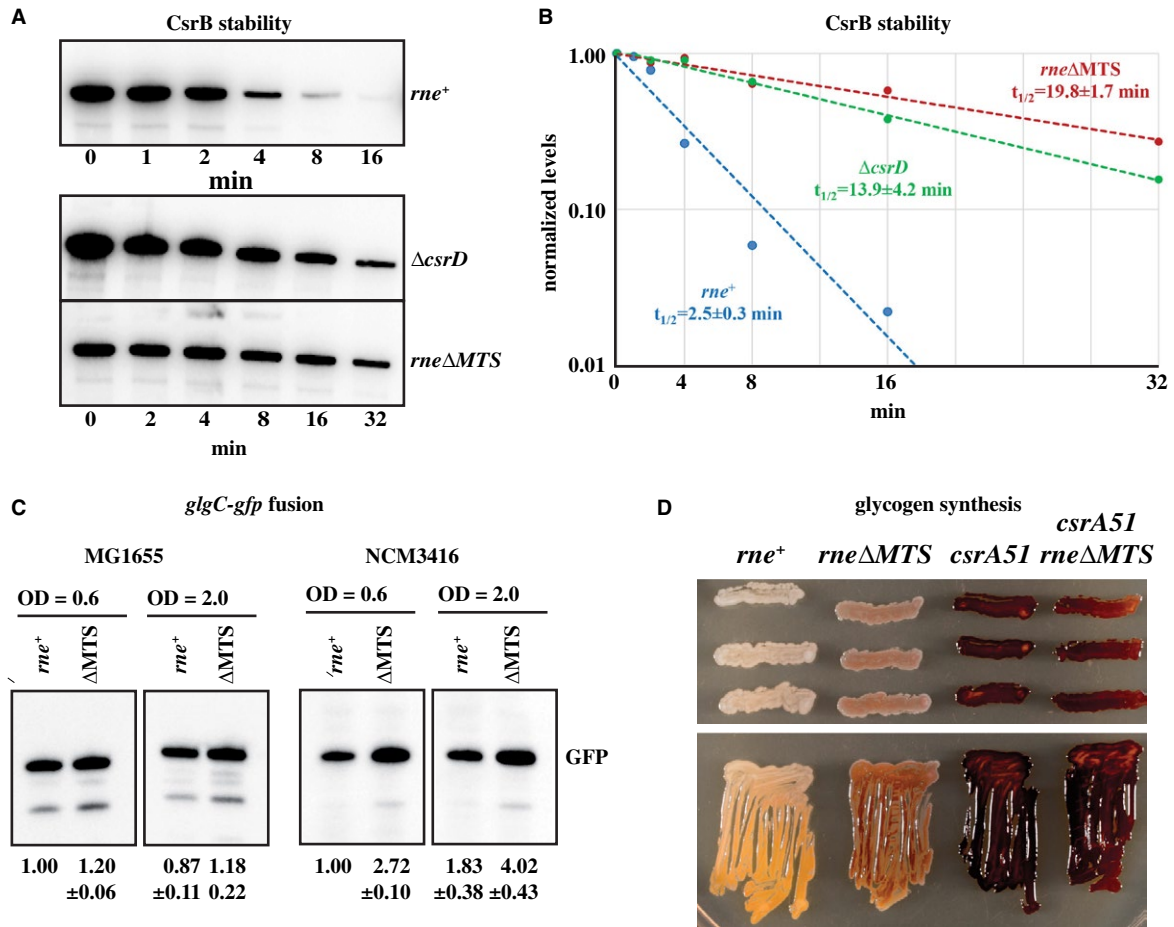 A
CsrB stability
rne+
0 1 2 4 8 16
min
ΔcsrD
rneΔMTS
0 2 4 8 16 32
min
B
CsrB stability
normalized levels
1.00
0.10
0.01
rneΔMTS
t1/2=19.8±1.7 min
ΔcsrD
t1/2=13.9±4.2 min
rne+
t1/2=2.5±0.3 min
0 4 8 16 32
min
C
glgC-gfp fusion
MG1655 NCM3416
OD = 0.6 OD = 2.0 OD = 0.6 OD = 2.0
rne+ ΔMTS rne+ ΔMTS rne+ ΔMTS rne+ ΔMTS
GFP
1.00 1.20 0.87 1.18 1.00 2.72 1.83 4.02
±0.06 ±0.11 0.22 ±0.10 ±0.38 ±0.43
D
glycogen synthesis
csrA51
rne+ rneΔMTS csrA51 rneΔMTS